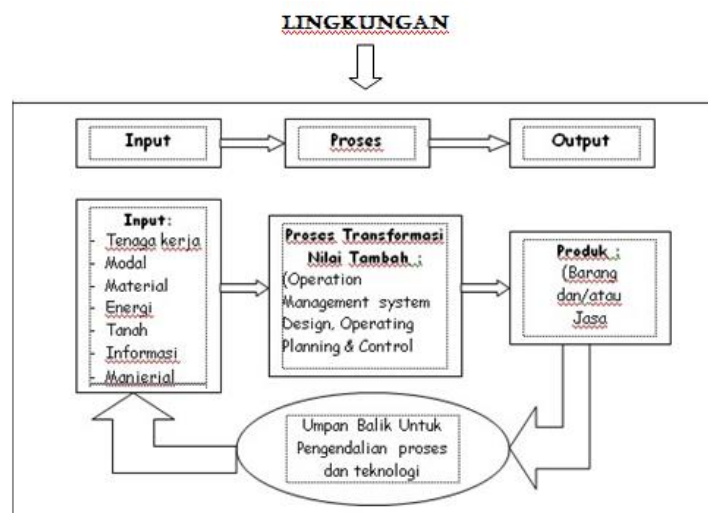 LINGKUNGAN
Input
Proses
Output
Input:
- Tenaga kerja
- Modal
- Material
- Energi
- Tanah
- Informasi
- Manjerial
Proses Transformasi
Nilai Tambah :
(Operation
Management system
Design, Operating
Planning & Control
Produk :
(Barang
dan/atau
Jasa
Umpan Balik Untuk
Pengendalian proses
dan teknologi